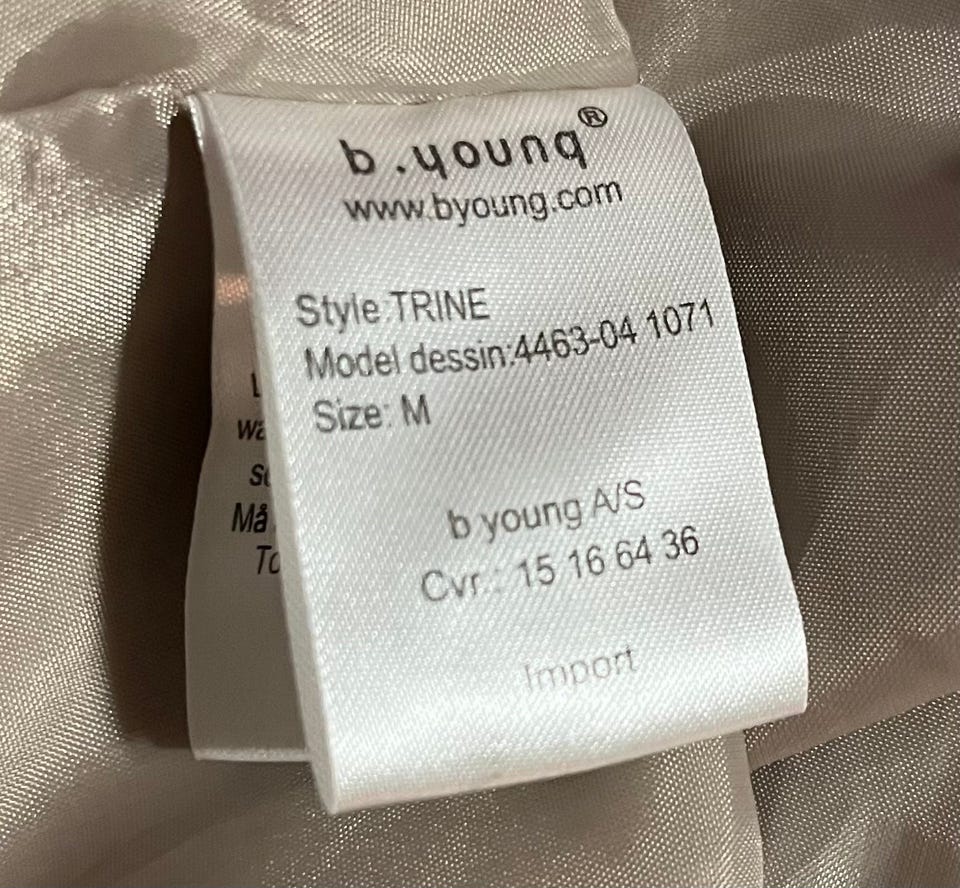 b.young®
www.byoung.com
Style TRINE
Model dessin:4463-04 1071
Size: M
b young A/S
Cvr.: 15 16 64 36
Import
Må